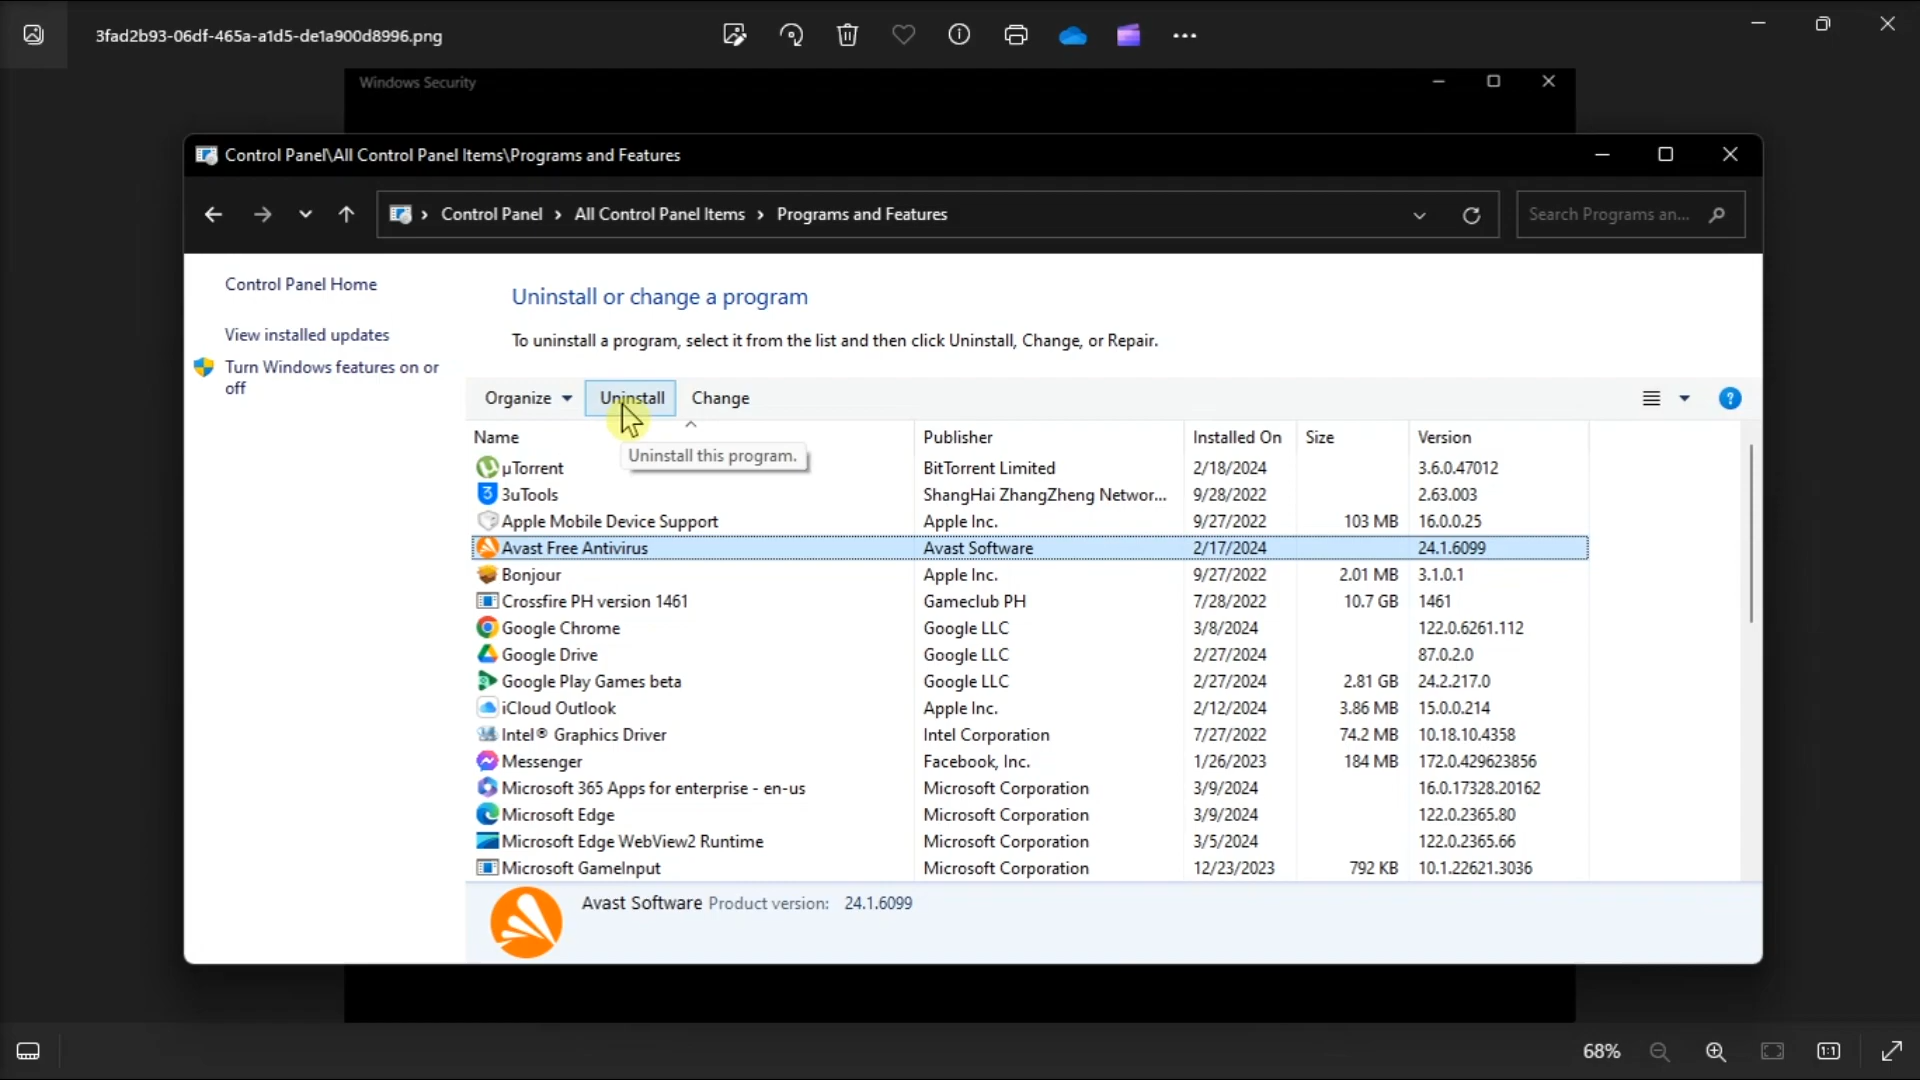 3fad2b93-06df-465a-a1d5-de1a900d8996.png
Windows Security
Control Panel\All Control Panel Items\Programs and Features
Control Panel › All Control Panel Items › Programs and Features
Search Programs an...
Control Panel Home
View installed updates
Turn Windows features on or
off
Uninstall or change a program
To uninstall a program, select it from the list and then click Uninstall, Change, or Repair.
Organize Uninstall Change
Uninstall this program.
Name Publisher Installed On Size Version
µTorrent BitTorrent Limited 2/18/2024 3.6.0.47012
3uTools ShangHai ZhangZheng Networ... 9/28/2022 2.63.003
Apple Mobile Device Support Apple Inc. 9/27/2022 103 MB 16.0.0.25
Avast Free Antivirus Avast Software 2/17/2024 24.1.6099
Bonjour Apple Inc. 9/27/2022 2.01 MB 3.1.0.1
Crossfire PH version 1461 Gameclub PH 7/28/2022 10.7 GB 1461
Google Chrome Google LLC 3/8/2024 122.0.6261.112
Google Drive Google LLC 2/27/2024 87.0.2.0
Google Play Games beta Google LLC 2/27/2024 2.81 GB 24.2.217.0
iCloud Outlook Apple Inc. 2/12/2024 3.86 MB 15.0.0.214
Intel® Graphics Driver Intel Corporation 7/27/2022 74.2 MB 10.18.10.4358
Messenger Facebook, Inc. 1/26/2023 184 MB 172.0.429623856
Microsoft 365 Apps for enterprise - en-us Microsoft Corporation 3/9/2024 16.0.17328.20162
Microsoft Edge Microsoft Corporation 3/9/2024 122.0.2365.80
Microsoft Edge WebView2 Runtime Microsoft Corporation 3/5/2024 122.0.2365.66
Microsoft GameInput Microsoft Corporation 12/23/2023 792 KB 10.1.22621.3036
Avast Software Product version: 24.1.6099
68%
1:1